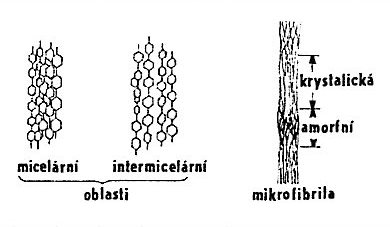 krystalická
amorfní
micelární intermicelární
oblasti
mikrofibrila